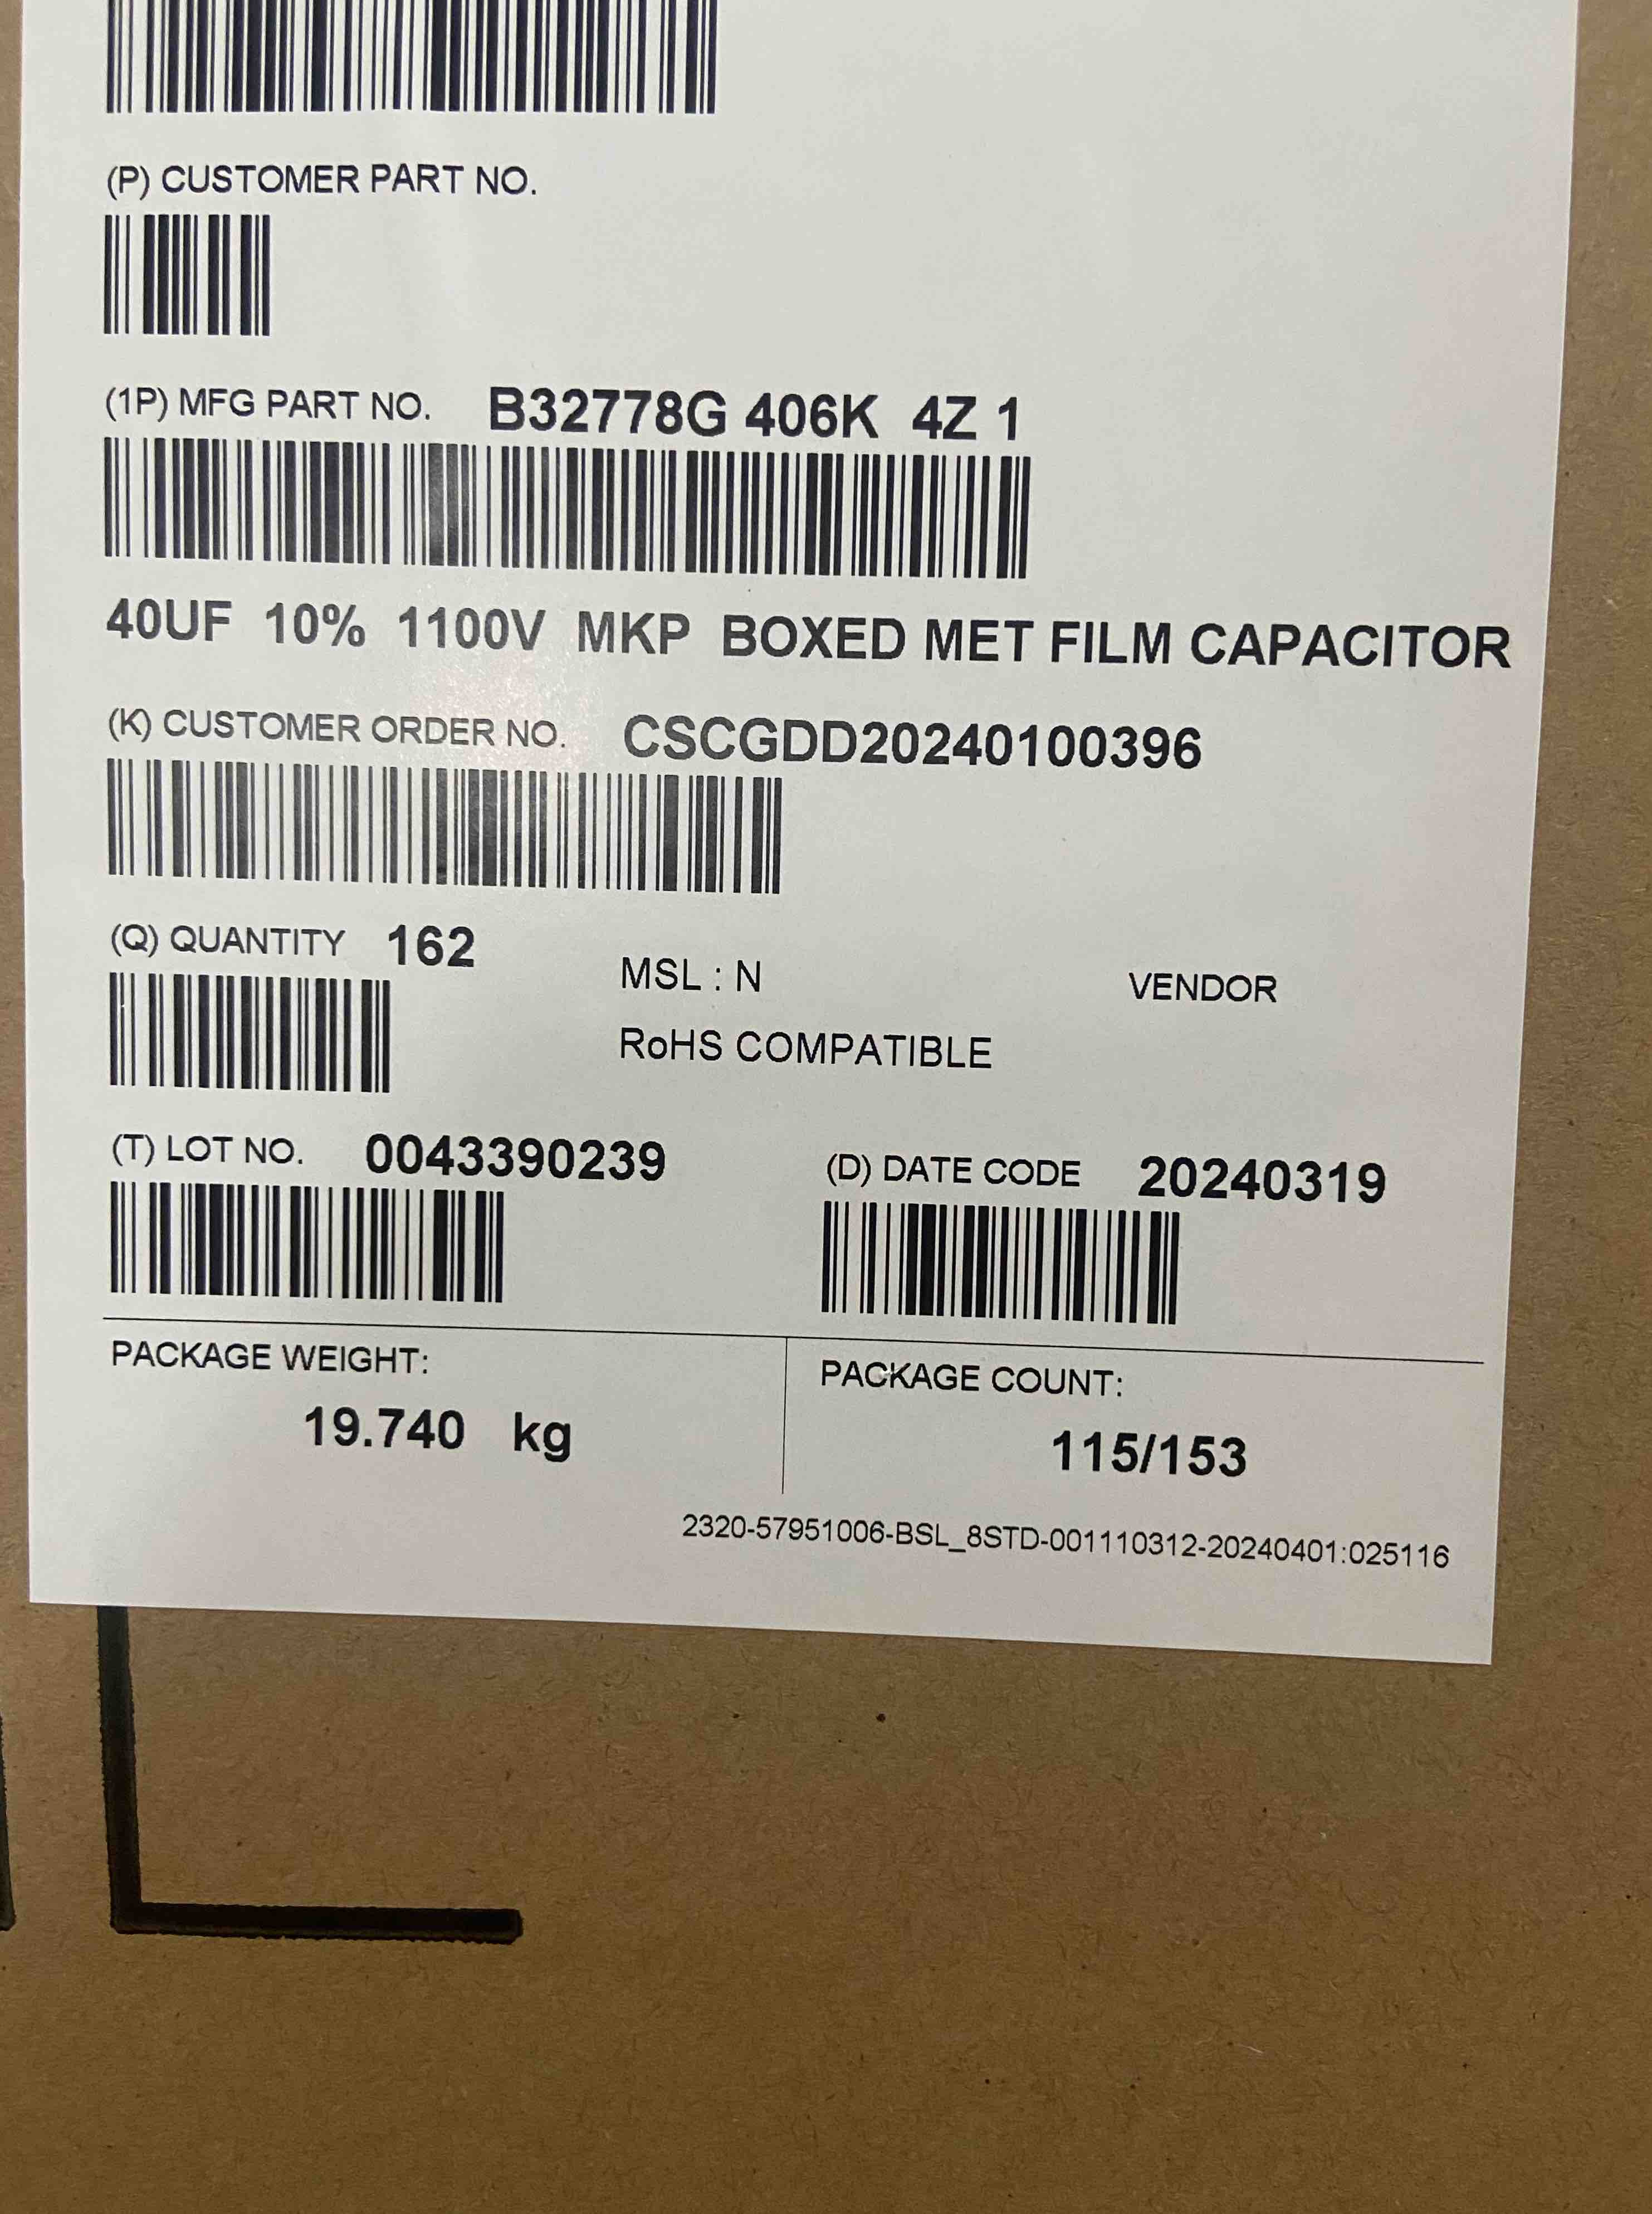 (P) CUSTOMER PART NO.
(1P) MFG PART NO. B32778G 406K 4Z 1
40UF 10% 1100V MKP BOXED MET FILM CAPACITOR
(K) CUSTOMER ORDER NO. CSCGDD20240100396
(Q) QUANTITY 162
MSL : N
VENDOR
RoHS COMPATIBLE
(T) LOT NO. 0043390239
(D) DATE CODE 20240319
PACKAGE WEIGHT:
19.740 kg
PACKAGE COUNT:
115/153
2320-57951006-BSL_8STD-001110312-20240401:025116